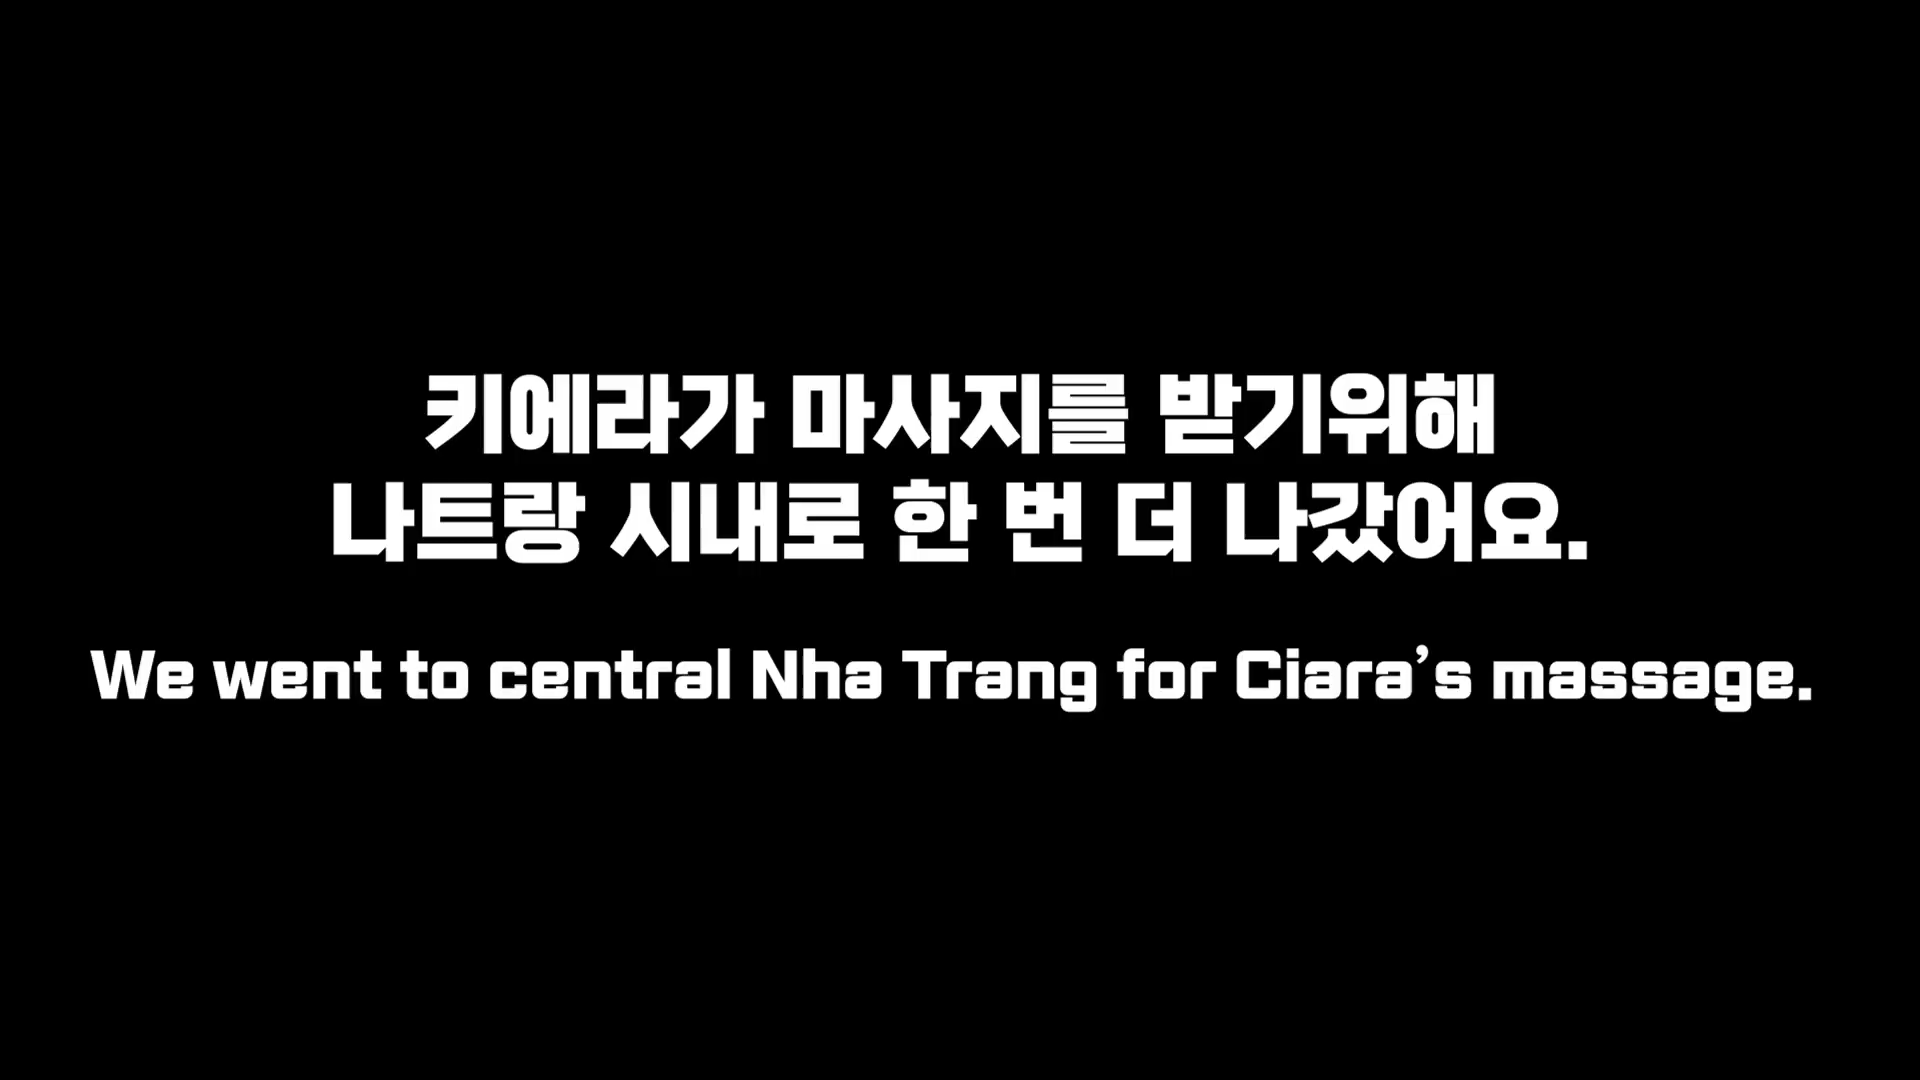 키에라가 마사지를 받기위해
나트랑 시내로 한 번 더 나갔어요.
We went to central Nha Trang for Ciara’s massage.